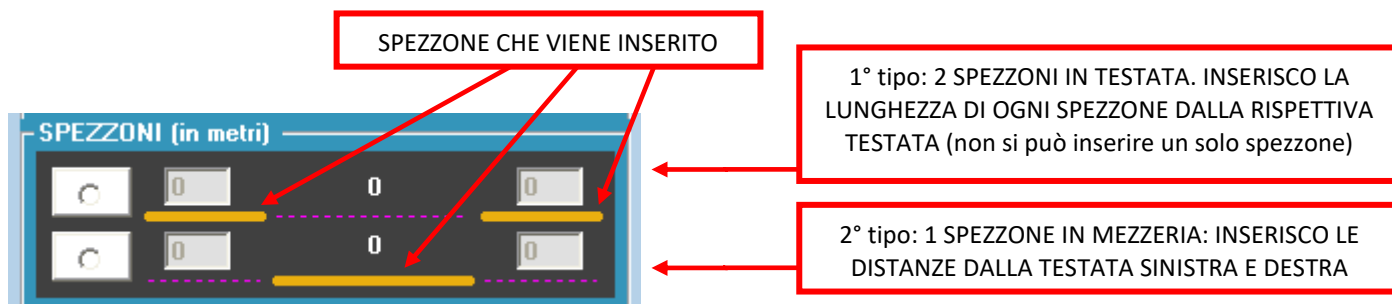 SPEZZONE CHE VIENE INSERITO
1° tipo: 2 SPEZZONI IN TESTATA. INSERISCO LA
LUNGHEZZA DI OGNI SPEZZONE DALLA RISPETTIVA
TESTATA (non si può inserire un solo spezzone)
SPEZZONI (in metri)
0 0 0
0 0 0
2° tipo: 1 SPEZZONE IN MEZZERIA: INSERISCO LE
DISTANZE DALLA TESTATA SINISTRA E DESTRA